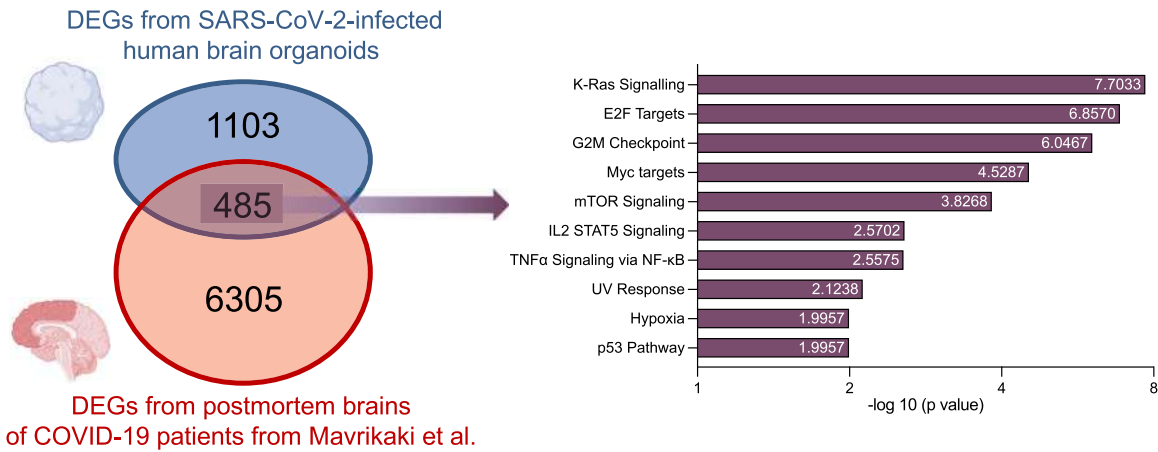 DEGs from SARS-CoV-2-infected
human brain organoids
1103
485
6305
DEGs from postmortem brains
of COVID-19 patients from Mavrikaki et al.
K-Ras Signalling 7.7033
E2F Targets 6.8570
G2M Checkpoint 6.0467
Myc targets 4.5287
mTOR Signaling 3.8268
IL2 STAT5 Signaling 2.5702
TNFα Signaling via NF-κB 2.5575
UV Response 2.1238
Hypoxia 1.9957
p53 Pathway 1.9957
1 2 4 8
-log 10 (p value)